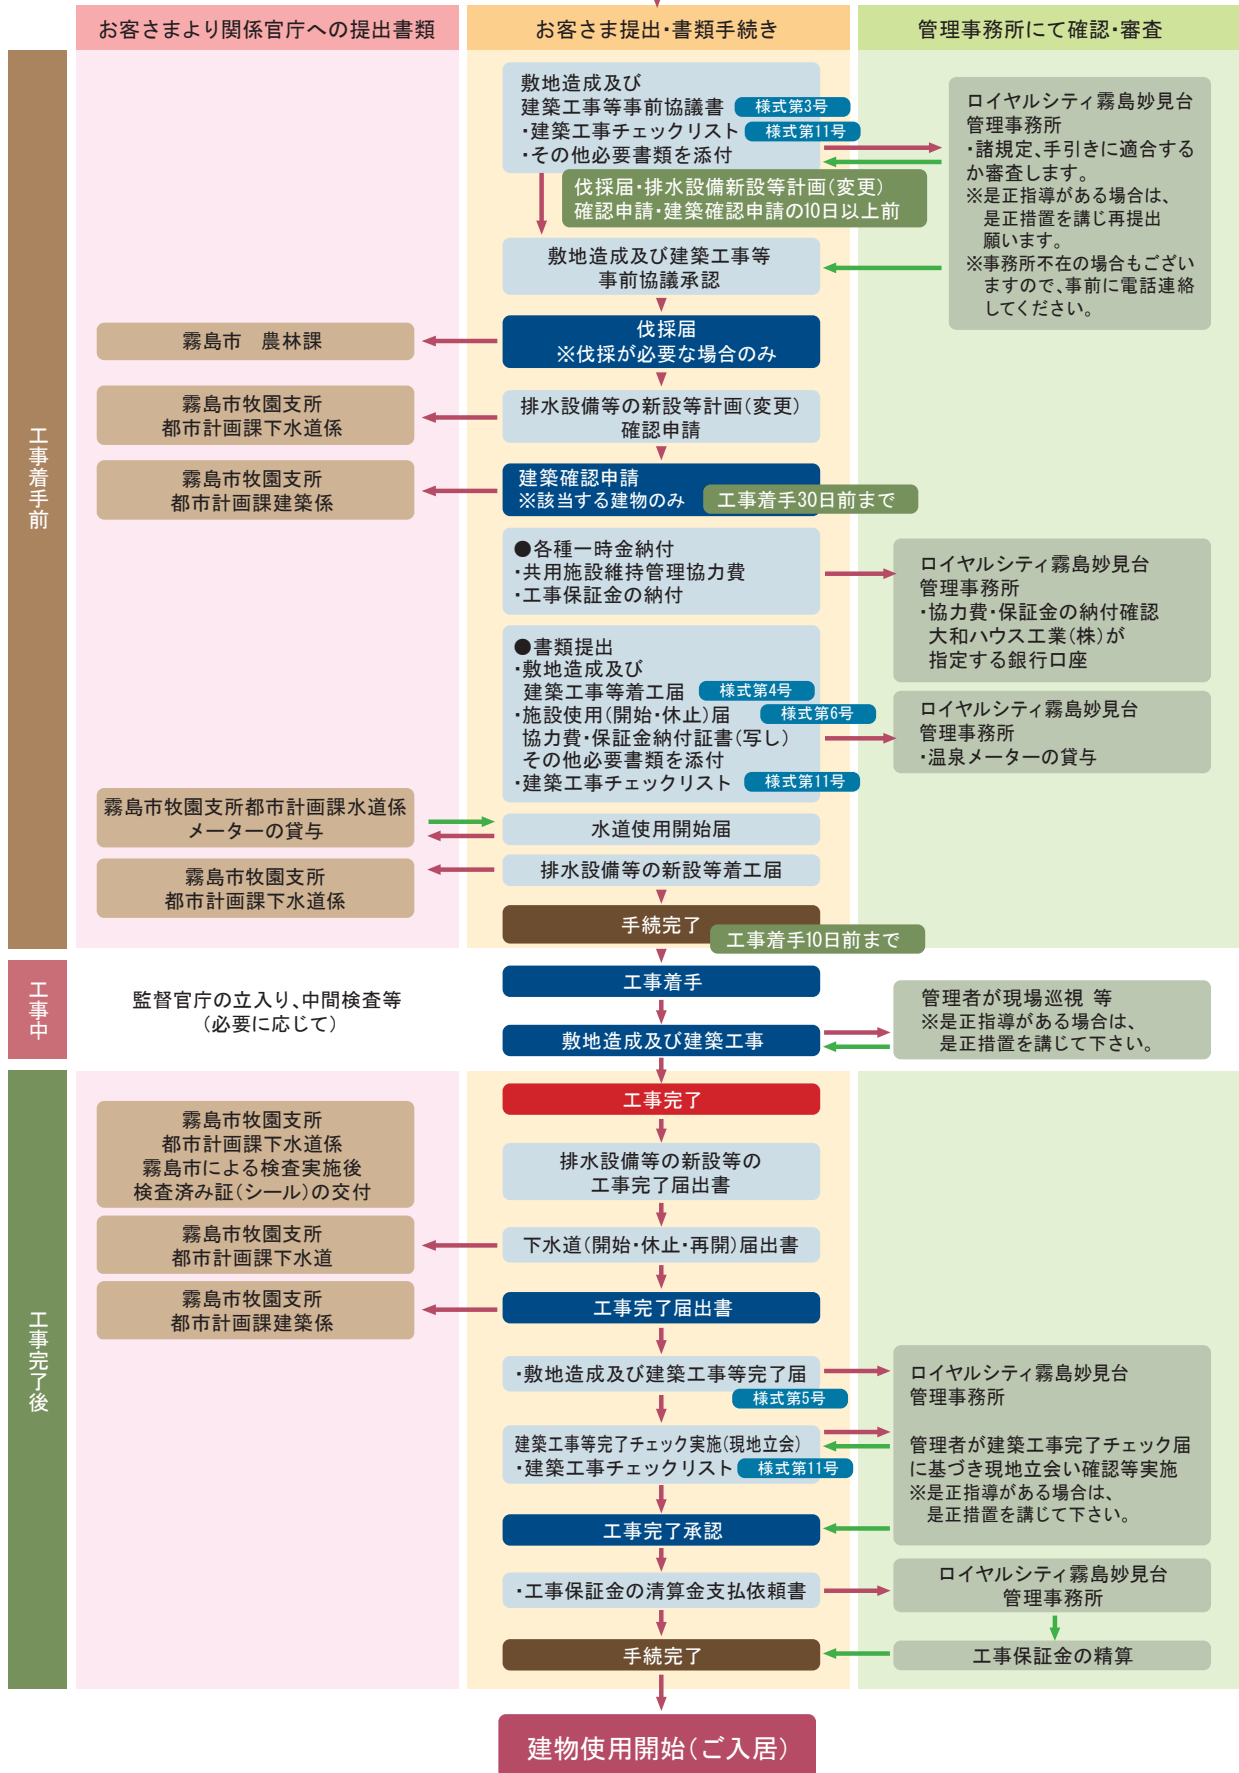 お客さまより関係官庁への提出書類
お客さま提出・書類手続き
管理事務所にて確認・審査
工事着手前
敷地造成及び
建築工事等事前協議書 様式第3号
・建築工事チェックリスト 様式第11号
・その他必要書類を添付
ロイヤルシティ霧島妙見台
管理事務所
・諸規定、手引きに適合する
か審査します。
※是正指導がある場合は、
是正措置を講じ再提出
願います。
※事務所不在の場合もござい
ますので、事前に電話連絡
してください。
伐採届・排水設備新設等計画(変更)
確認申請・建築確認申請の10日以上前
敷地造成及び建築工事等
事前協議承認
霧島市 農林課
伐採届
※伐採が必要な場合のみ
霧島市牧園支所
都市計画課下水道係
排水設備等の新設等計画(変更)
確認申請
霧島市牧園支所
都市計画課建築係
建築確認申請
※該当する建物のみ
工事着手30日前まで
●各種一時金納付
・共用施設維持管理協力費
・工事保証金の納付
ロイヤルシティ霧島妙見台
管理事務所
・協力費・保証金の納付確認
大和ハウス工業(株)が
指定する銀行口座
●書類提出
・敷地造成及び
建築工事等着工届 様式第4号
・施設使用(開始・休止)届 様式第6号
協力費・保証金納付証書(写し)
その他必要書類を添付
・建築工事チェックリスト 様式第11号
ロイヤルシティ霧島妙見台
管理事務所
・温泉メーターの貸与
霧島市牧園支所都市計画課水道係
メーターの貸与
水道使用開始届
霧島市牧園支所
都市計画課下水道係
排水設備等の新設等着工届
手続完了
工事着手10日前まで
工事中
監督官庁の立入り、中間検査等
(必要に応じて)
工事着手
敷地造成及び建築工事
管理者が現場巡視 等
※是正指導がある場合は、
是正措置を講じて下さい。
工事完了後
工事完了
霧島市牧園支所
都市計画課下水道係
霧島市による検査実施後
検査済み証(シール)の交付
排水設備等の新設等の
工事完了届出書
霧島市牧園支所
都市計画課下水道
下水道(開始・休止・再開)届出書
霧島市牧園支所
都市計画課建築係
工事完了届出書
・敷地造成及び建築工事等完了届
様式第5号
建築工事等完了チェック実施(現地立会)
・建築工事チェックリスト 様式第11号
ロイヤルシティ霧島妙見台
管理事務所
管理者が建築工事完了チェック届
に基づき現地立会い確認等実施
※是正指導がある場合は、
是正措置を講じて下さい。
工事完了承認
・工事保証金の清算金支払依頼書
ロイヤルシティ霧島妙見台
管理事務所
手続完了
工事保証金の精算
建物使用開始(ご入居)